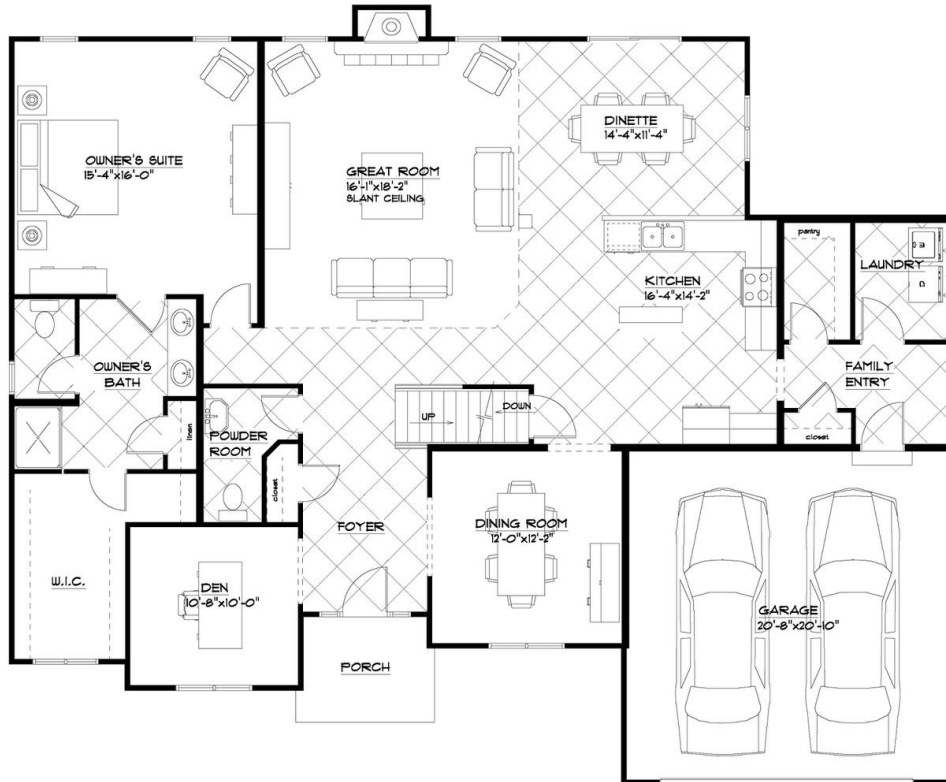 OWNER'S SUITE
15'-4"x16'-0"
GREAT ROOM
16'-1"x18'-2"
SLANT CEILING
DINETTE
14'-4"x11'-4"
KITCHEN
16'-4"x14'-2"
pantry
LAUNDRY
OWNER'S
BATH
FAMILY
ENTRY
linen
UP
DOWN
closet
POWDER
ROOM
closet
FOYER
DINING ROOM
12'-0"x12'-2"
W.I.C.
DEN
10'-8"x10'-0"
GARAGE
20'-8"x20'-10"
PORCH